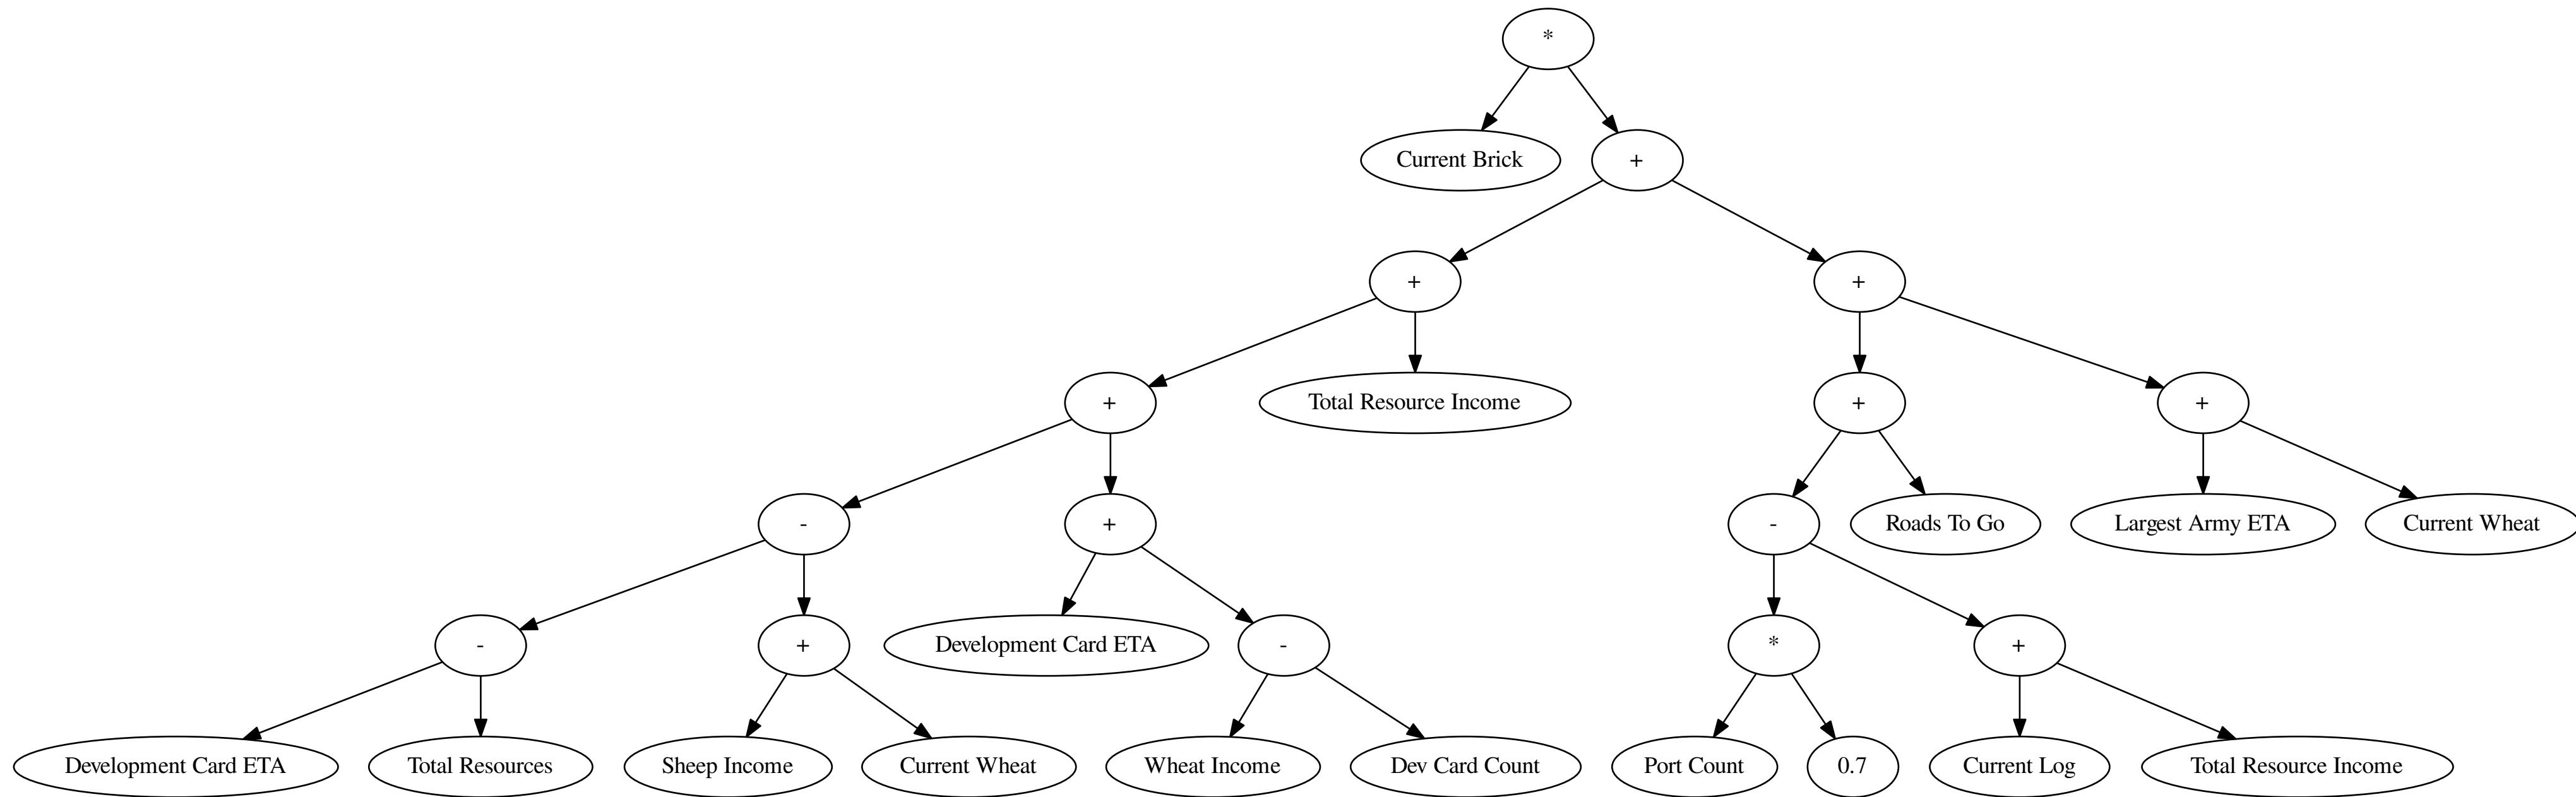 *
Current Brick
+
+
+
+
Total Resource Income
+
+
-
+
-
Roads To Go
Largest Army ETA
Current Wheat
-
+
Development Card ETA
-
*
+
Development Card ETA
Total Resources
Sheep Income
Current Wheat
Wheat Income
Dev Card Count
Port Count
0.7
Current Log
Total Resource Income